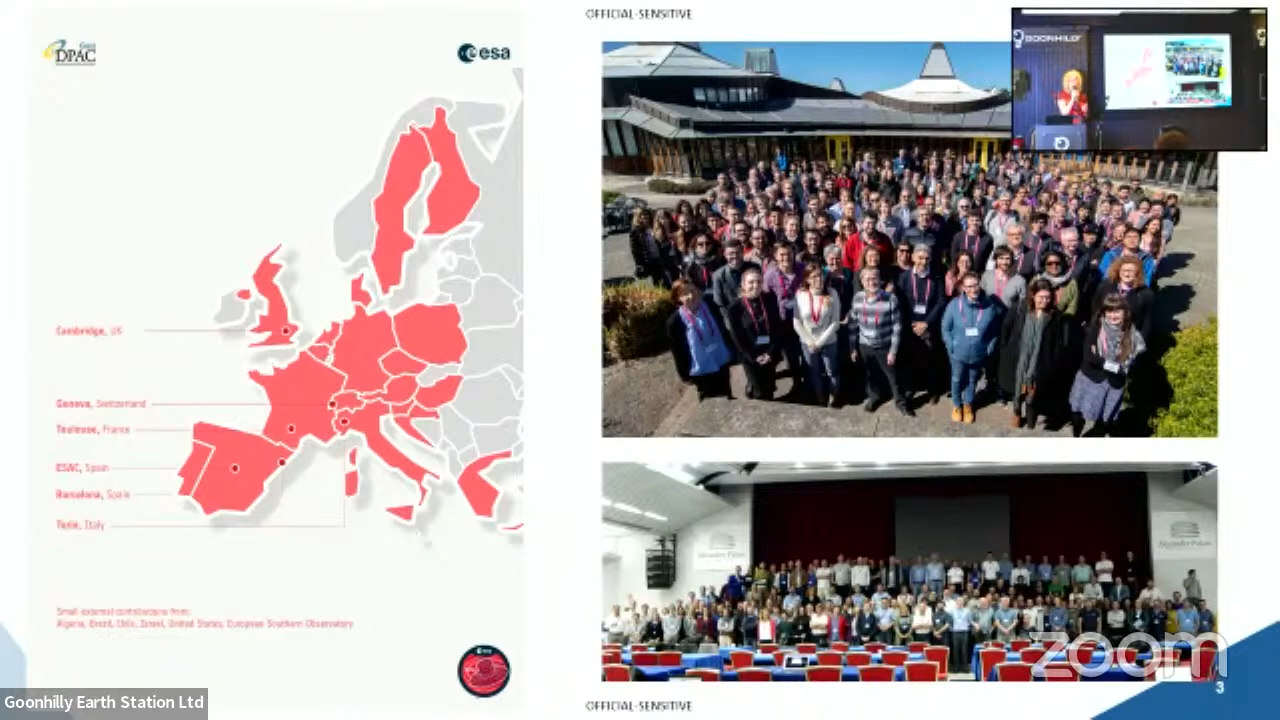 OFFICIAL-SENSITIVE
DPAC
esa
GOONHILLY
Cambridge, UK
Geneva, Switzerland
Toulouse, France
ESAC, Spain
Barcelona, Spain
Turin, Italy
Small external contributions from:
Algeria, Brazil, Chile, Israel, United States, European Southern Observatory
zoom
3
Goonhilly Earth Station Ltd
OFFICIAL-SENSITIVE